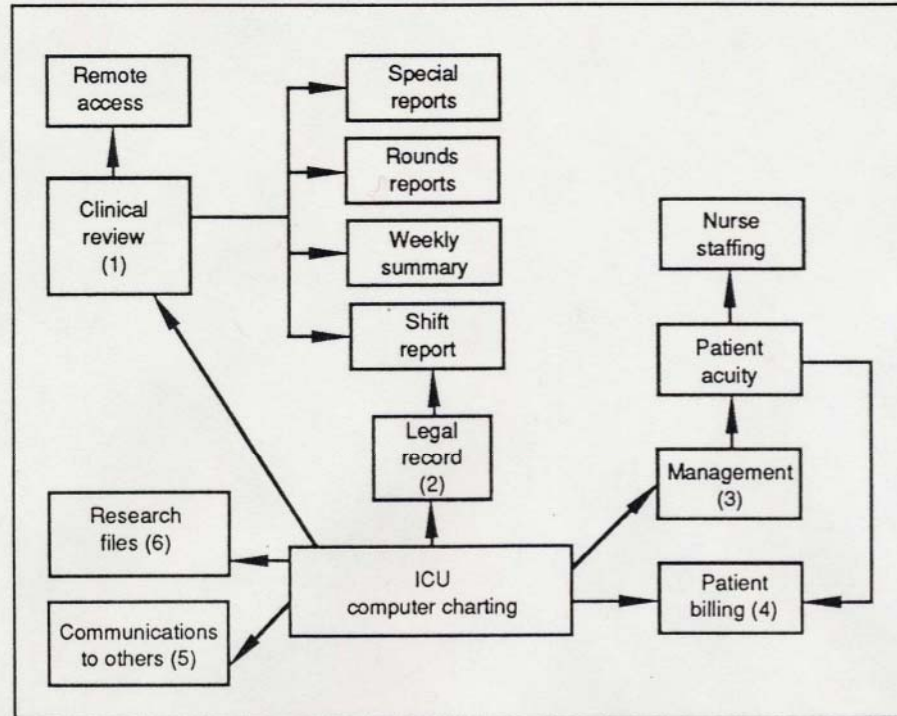 Remote
access
Special
reports
Rounds
reports
Clinical
review
(1)
Weekly
summary
Nurse
staffing
Shift
report
Patient
acuity
Legal
record
(2)
Management
(3)
Research
files (6)
ICU
computer charting
Patient
billing (4)
Communications
to others (5)